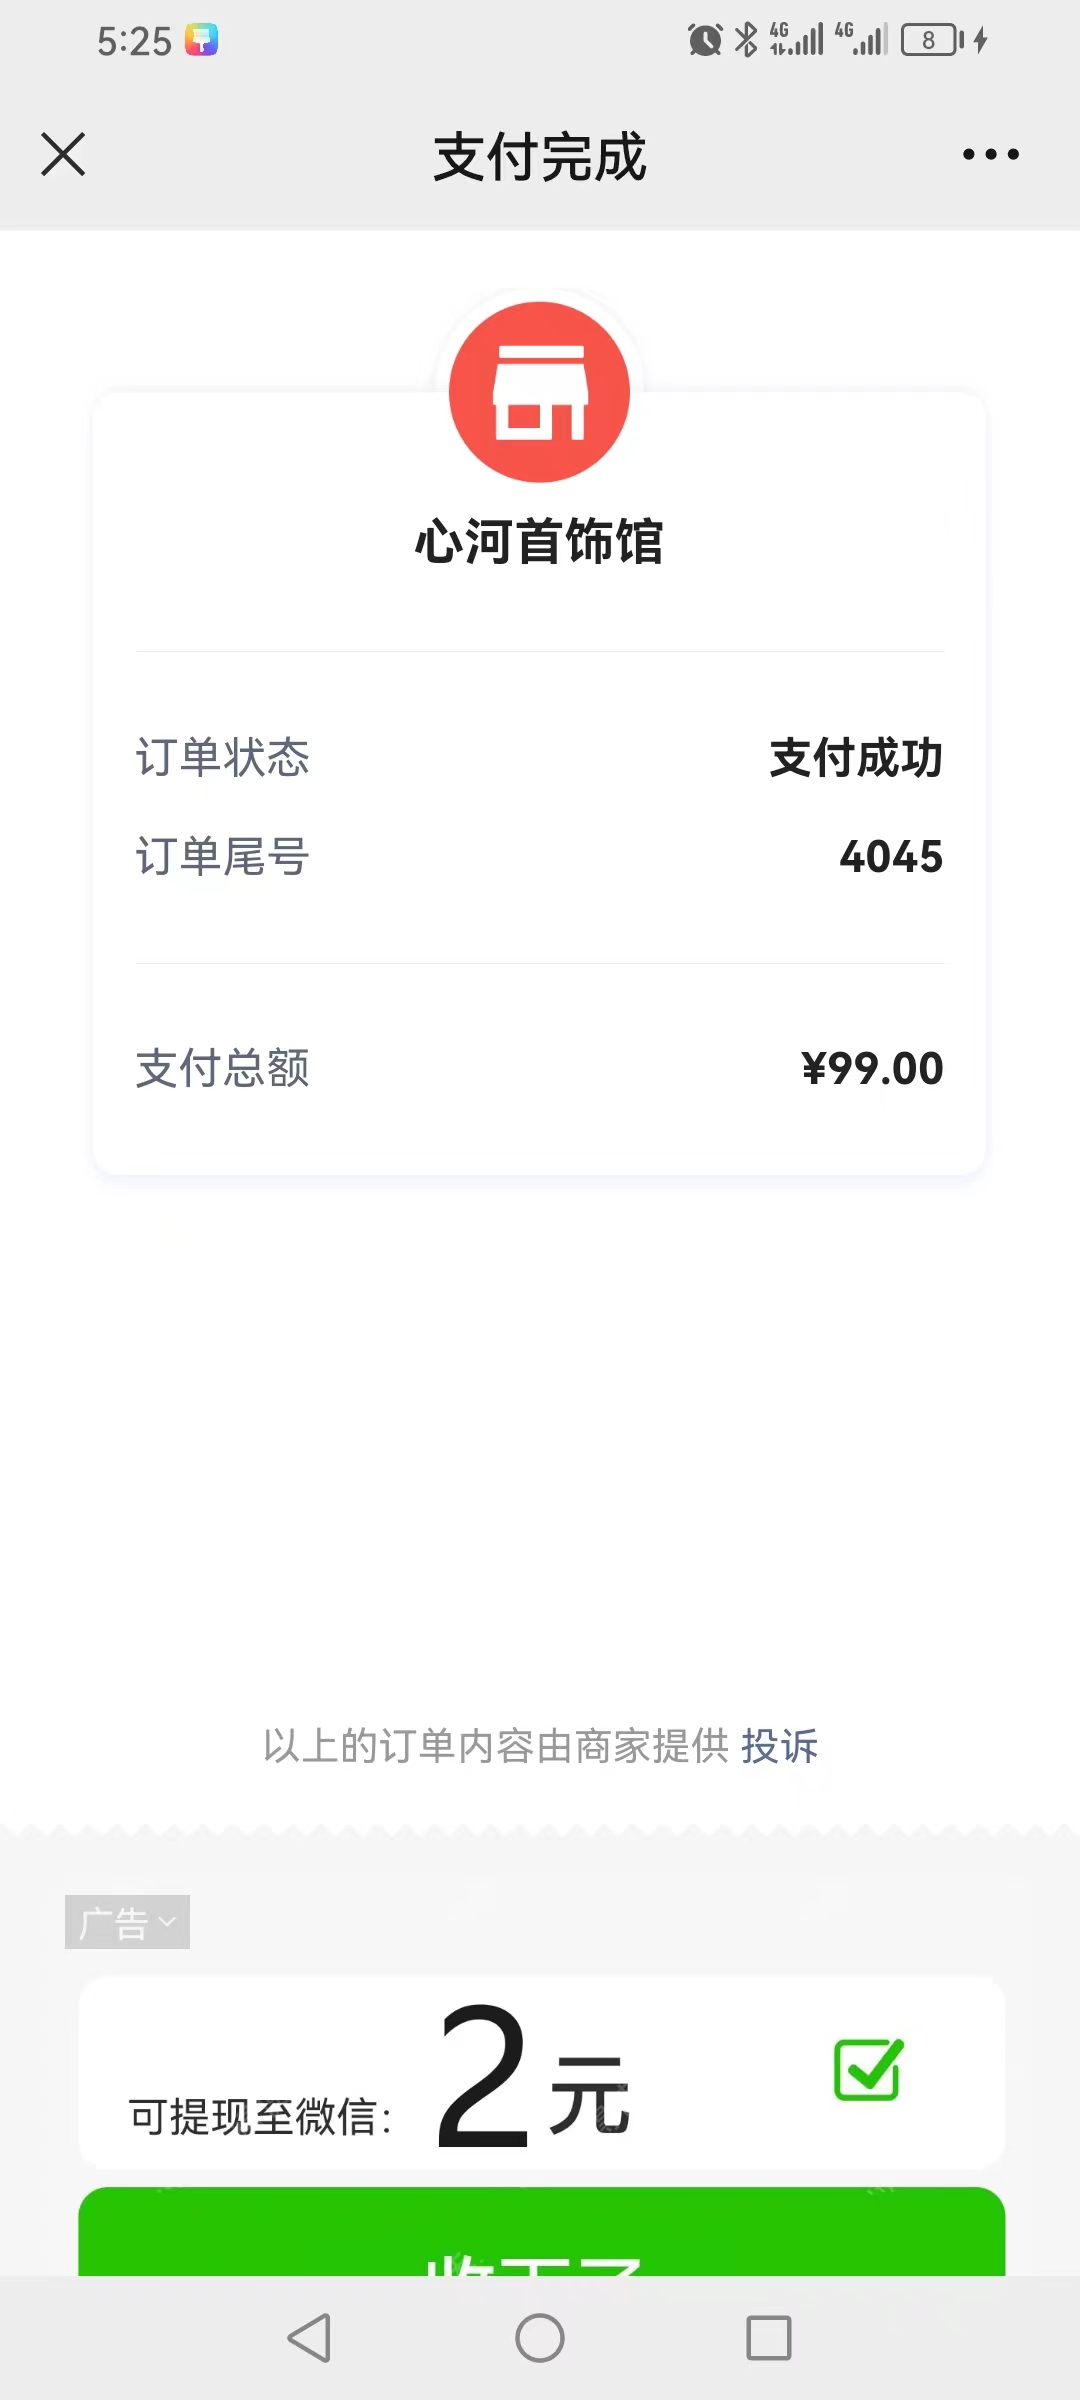 5:25
4G 4G 8
支付完成
心河首饰馆
订单状态 支付成功
订单尾号 4045
支付总额 ¥99.00
以上的订单内容由商家提供 投诉
广告
可提现至微信: 2元